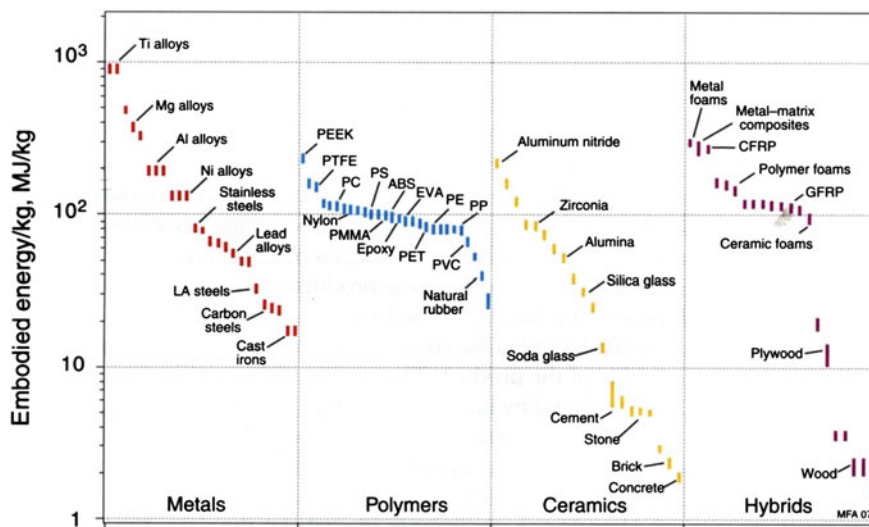 Embodied energy/kg, MJ/kg
10³
10²
10
1
Ti alloys
Mg alloys
Al alloys
Ni alloys
Stainless
steels
Lead
alloys
LA steels
Carbon
steels
Cast
irons
Metals
PEEK
PTFE
PC
PS
ABS
EVA
PE
PP
Nylon
PMMA
Epoxy
PET
PVC
Natural
rubber
Polymers
Aluminum nitride
Zirconia
Alumina
Silica glass
Soda glass
Cement
Stone
Brick
Concrete
Ceramics
Metal
foams
Metal–matrix
composites
CFRP
Polymer foams
GFRP
Ceramic foams
Plywood
Wood
Hybrids
MFA 07